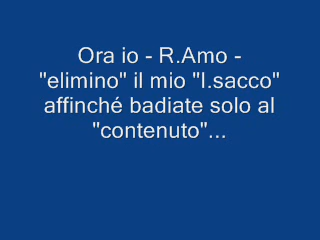 Ora io - R.Amo -
"elimino" il mio "I.sacco"
affinché badiate solo al
"contenuto"...